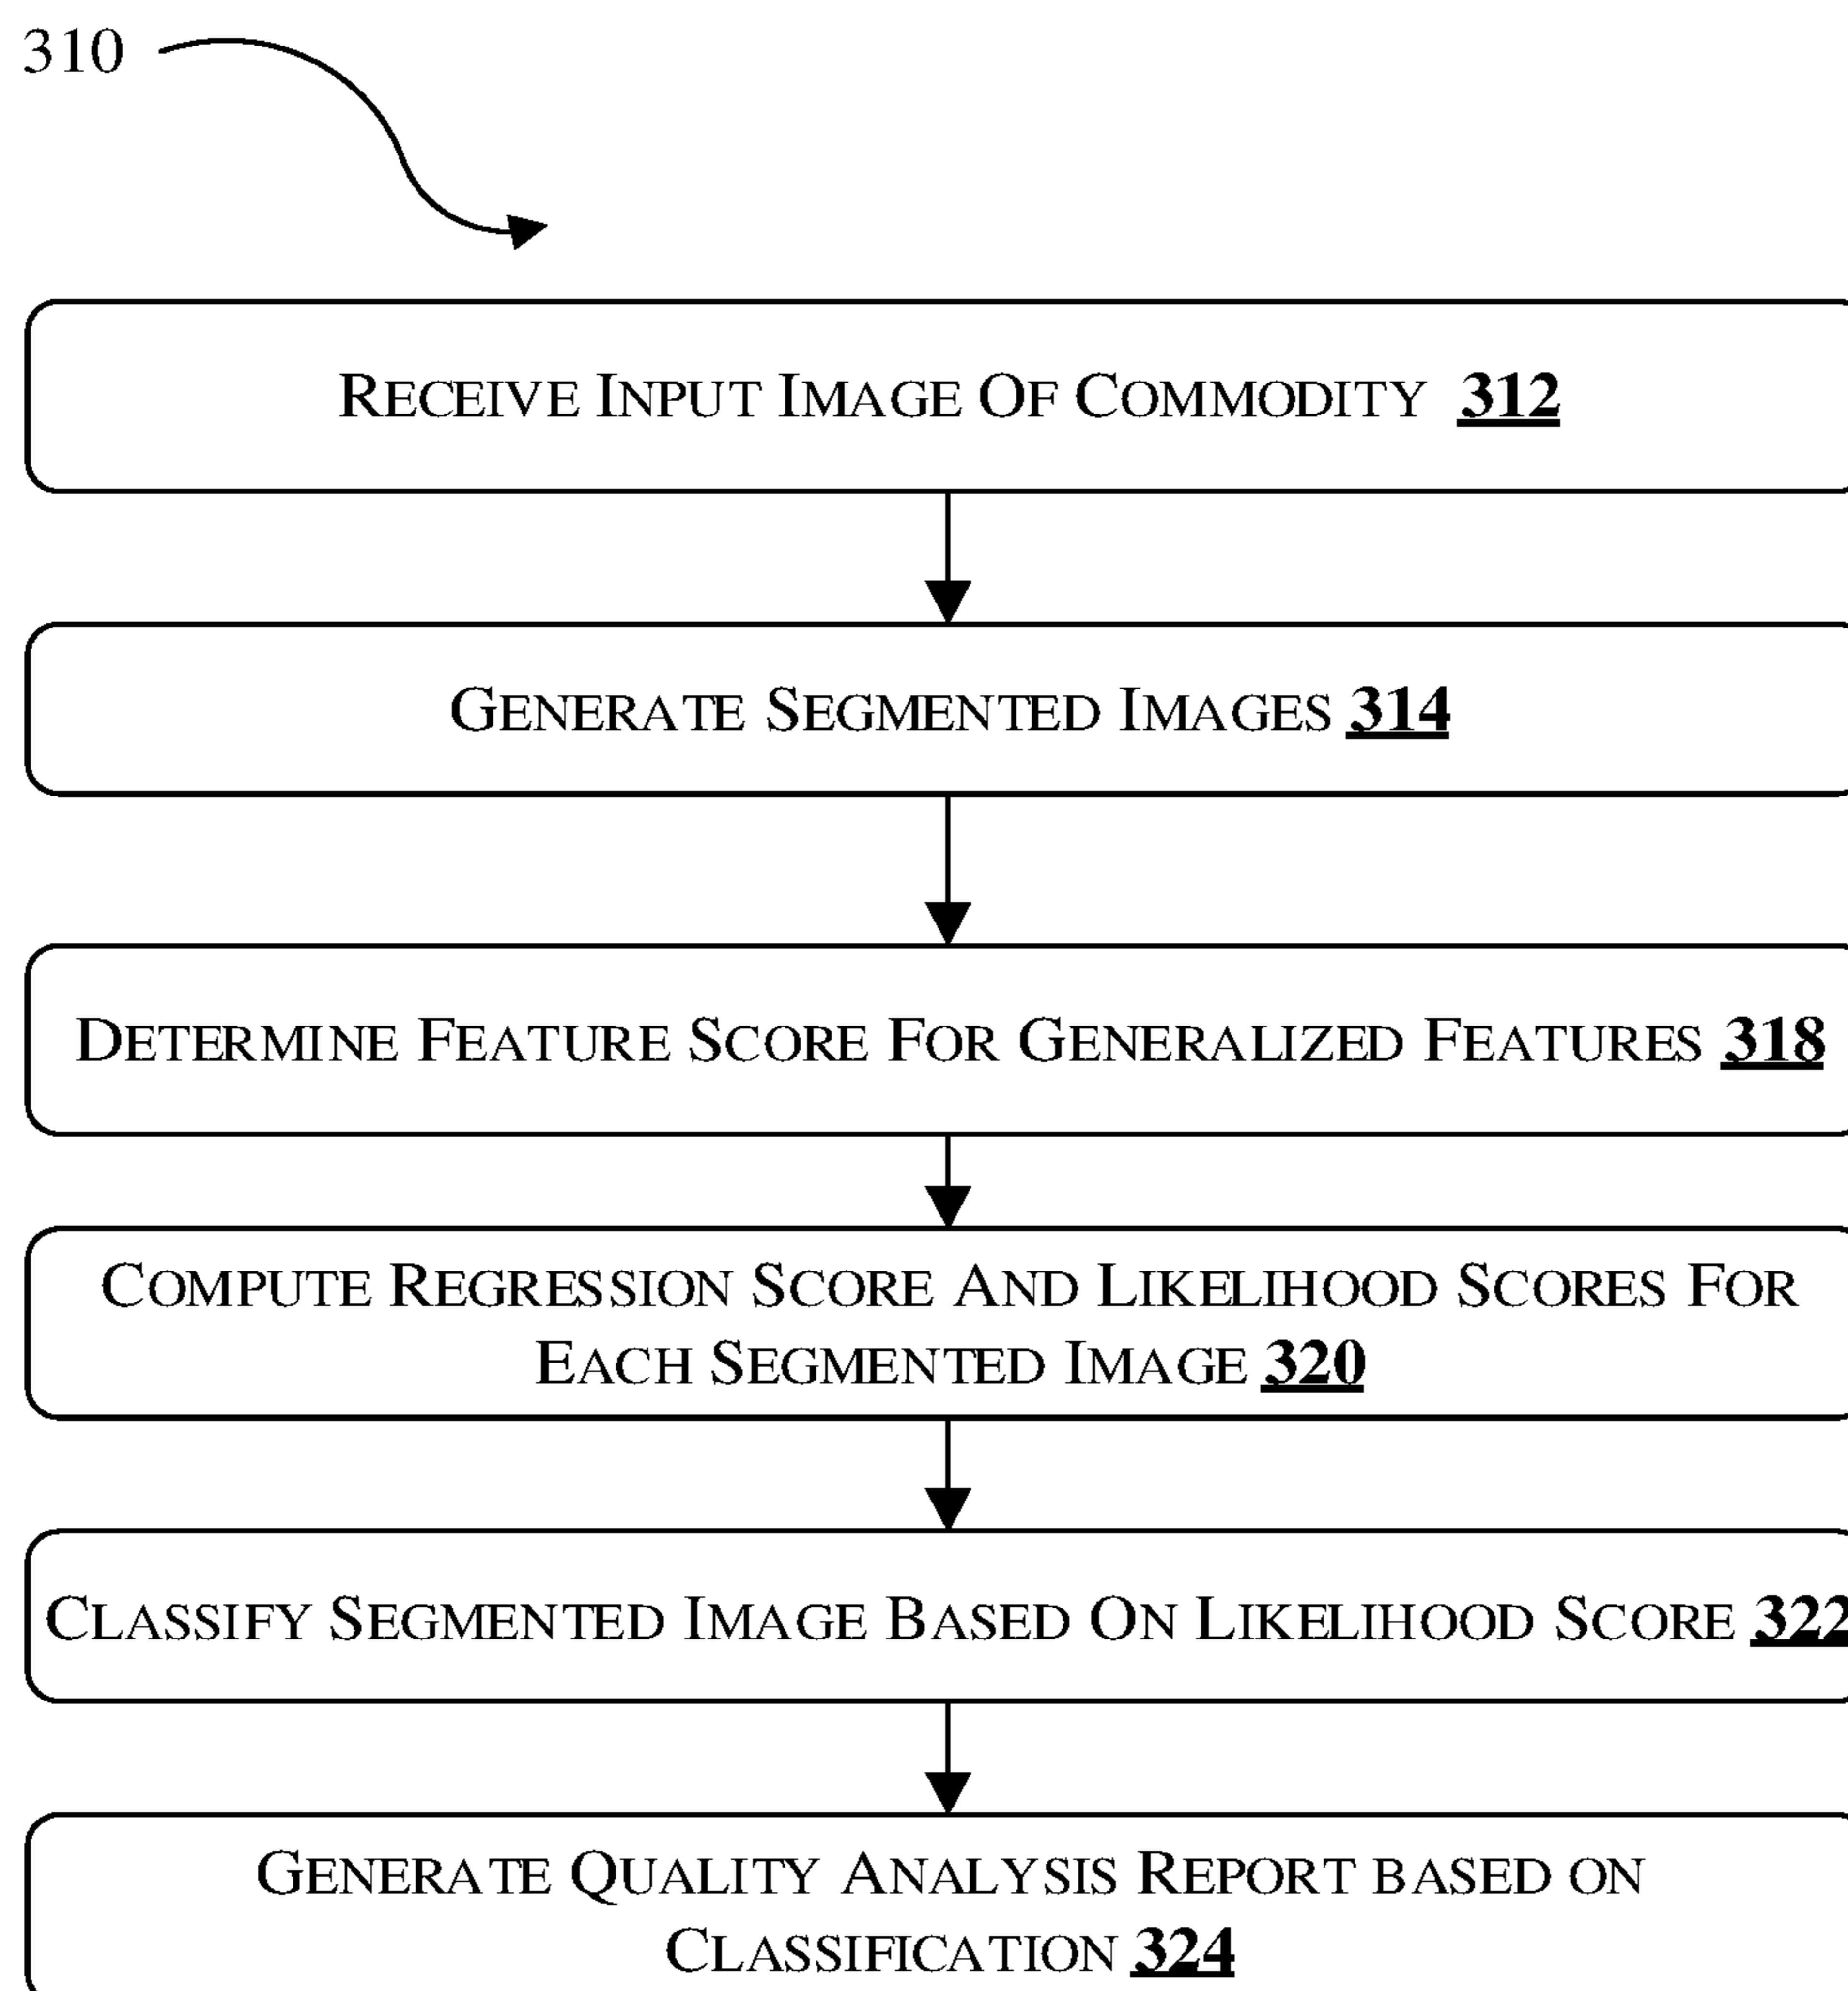 310
RECEIVE INPUT IMAGE OF COMMODITY 312
GENERATE SEGMENTED IMAGES 314
DETERMINE FEATURE SCORE FOR GENERALIZED FEATURES 318
COMPUTE REGRESSION SCORE AND LIKELIHOOD SCORES FOR
EACH SEGMENTED IMAGE 320
CLASSIFY SEGMENTED IMAGE BASED ON LIKELIHOOD SCORE 322
GENERATE QUALITY ANALYSIS REPORT BASED ON
CLASSIFICATION 324